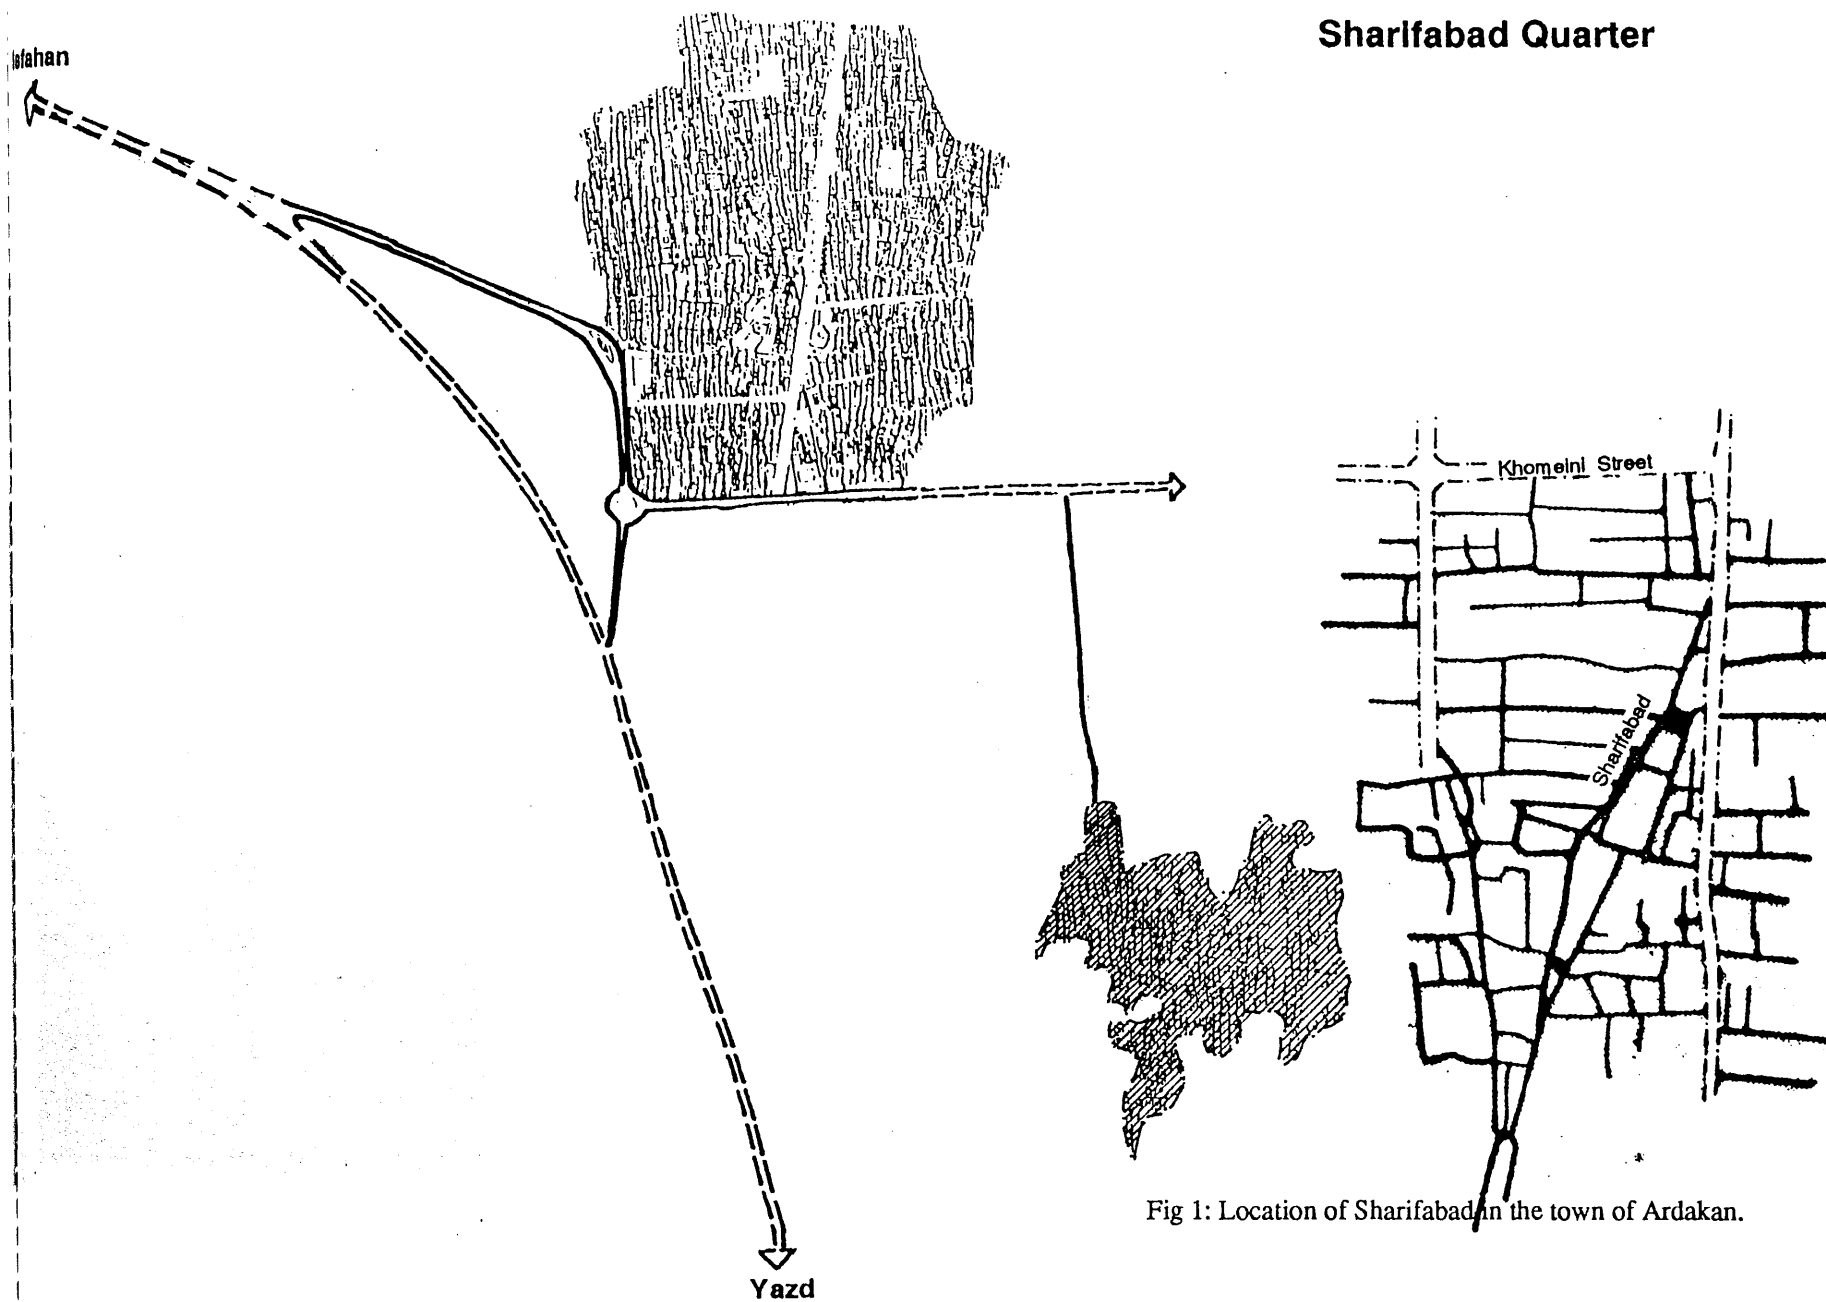 Sharifabad Quarter
Isfahan
Khomeini Street
Sharifabad
Fig 1: Location of Sharifabad in the town of Ardakan.
Yazd